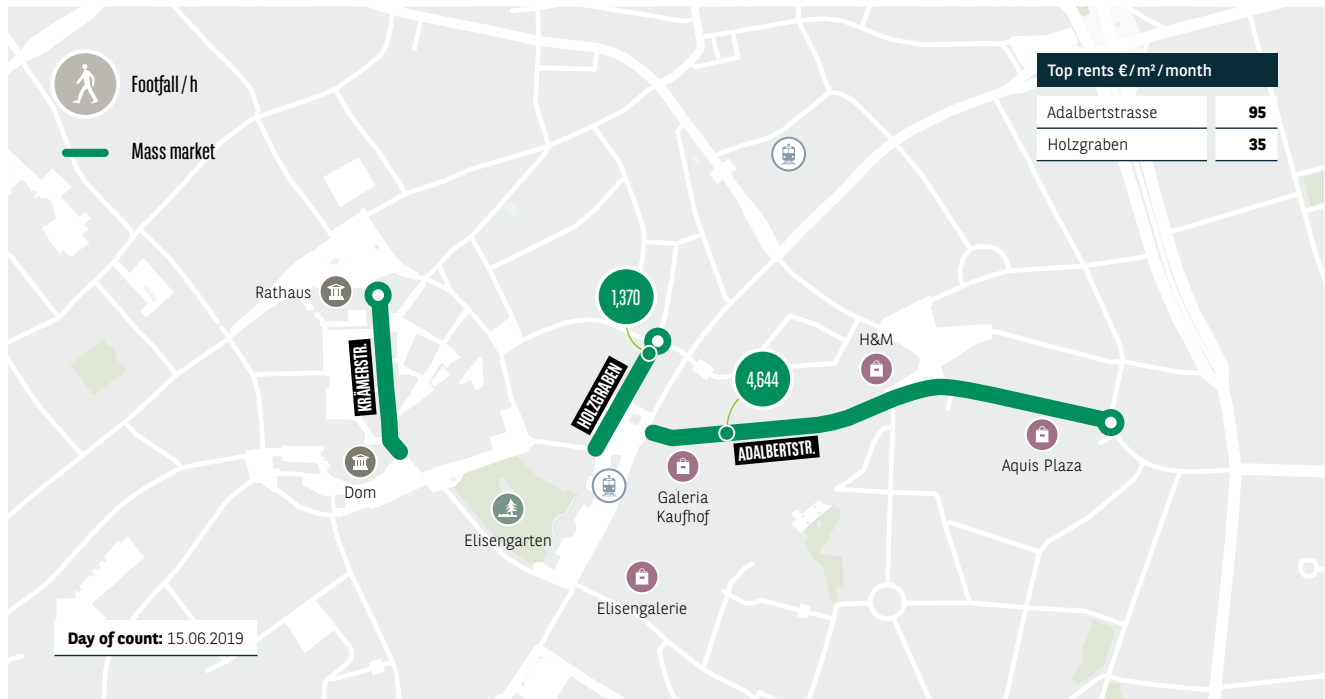 Footfall / h
Mass market
Top rents €/m²/month
Adalbertstrasse 95
Holzgraben 35
Rathaus
KRÄMERSTR.
Dom
1,370
HOLZGRABEN
4,644
ADALBERTSTR.
H&M
Aquis Plaza
Galeria
Kaufhof
Elisengarten
Elisengalerie
Day of count: 15.06.2019